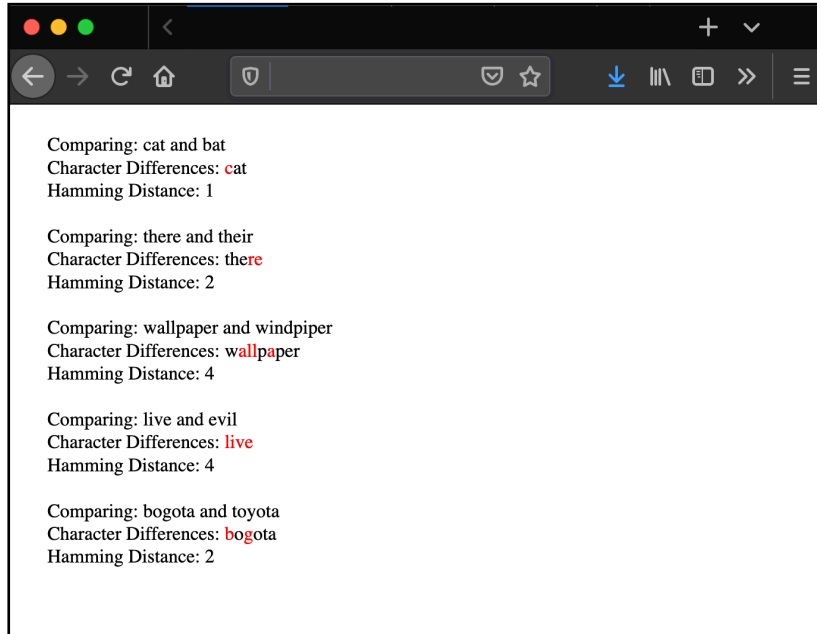 Comparing: cat and bat
Character Differences: cat
Hamming Distance: 1
Comparing: there and their
Character Differences: there
Hamming Distance: 2
Comparing: wallpaper and windpiper
Character Differences: wallpaper
Hamming Distance: 4
Comparing: live and evil
Character Differences: live
Hamming Distance: 4
Comparing: bogota and toyota
Character Differences: bogota
Hamming Distance: 2